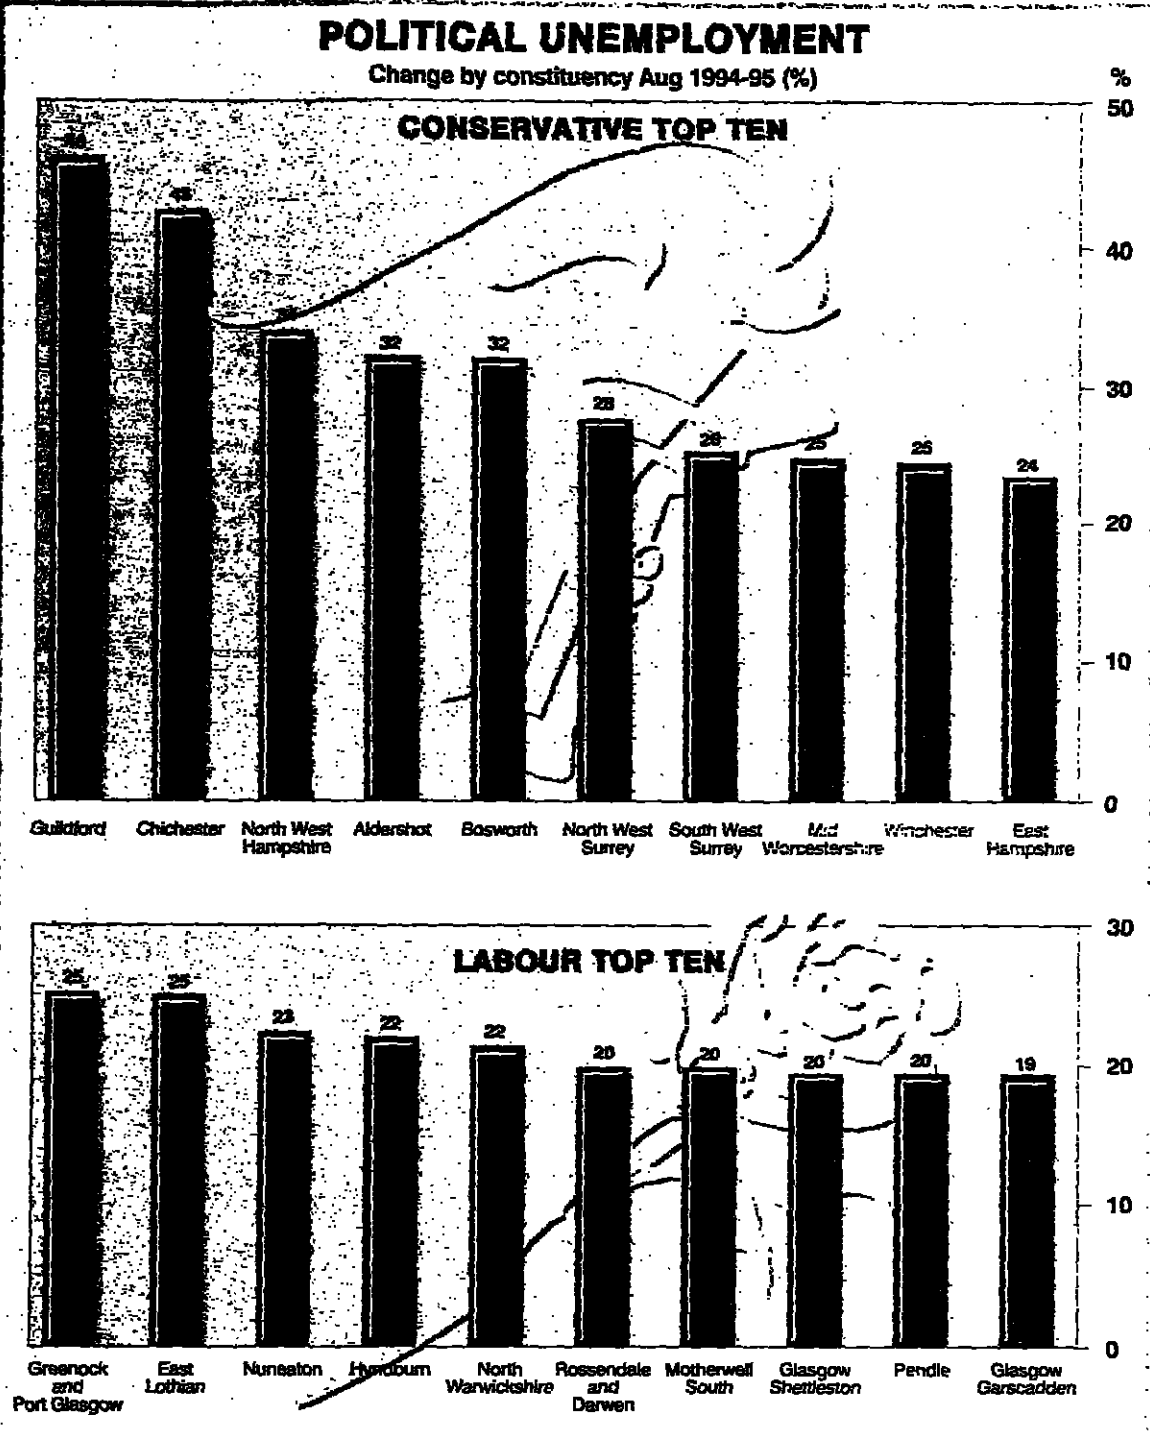 POLITICAL UNEMPLOYMENT
Change by constituency Aug 1994-95 (%)
%
CONSERVATIVE TOP TEN
50
40
30
20
10
0
43
32
32
28
26
25
25
24
Guildford
Chichester
North West
Hampshire
Aldershot
Bosworth
North West
Surrey
South West
Surrey
Mid
Worcestershire
Winchester
East
Hampshire
LABOUR TOP TEN
30
20
10
0
25
25
23
22
22
20
20
20
20
19
Greenock
and
Port Glasgow
East
Lothian
Nuneaton
Hyndburn
North
Warwickshire
Rossendale
and
Darwen
Motherwell
South
Glasgow
Shettleston
Pendle
Glasgow
Garscadden